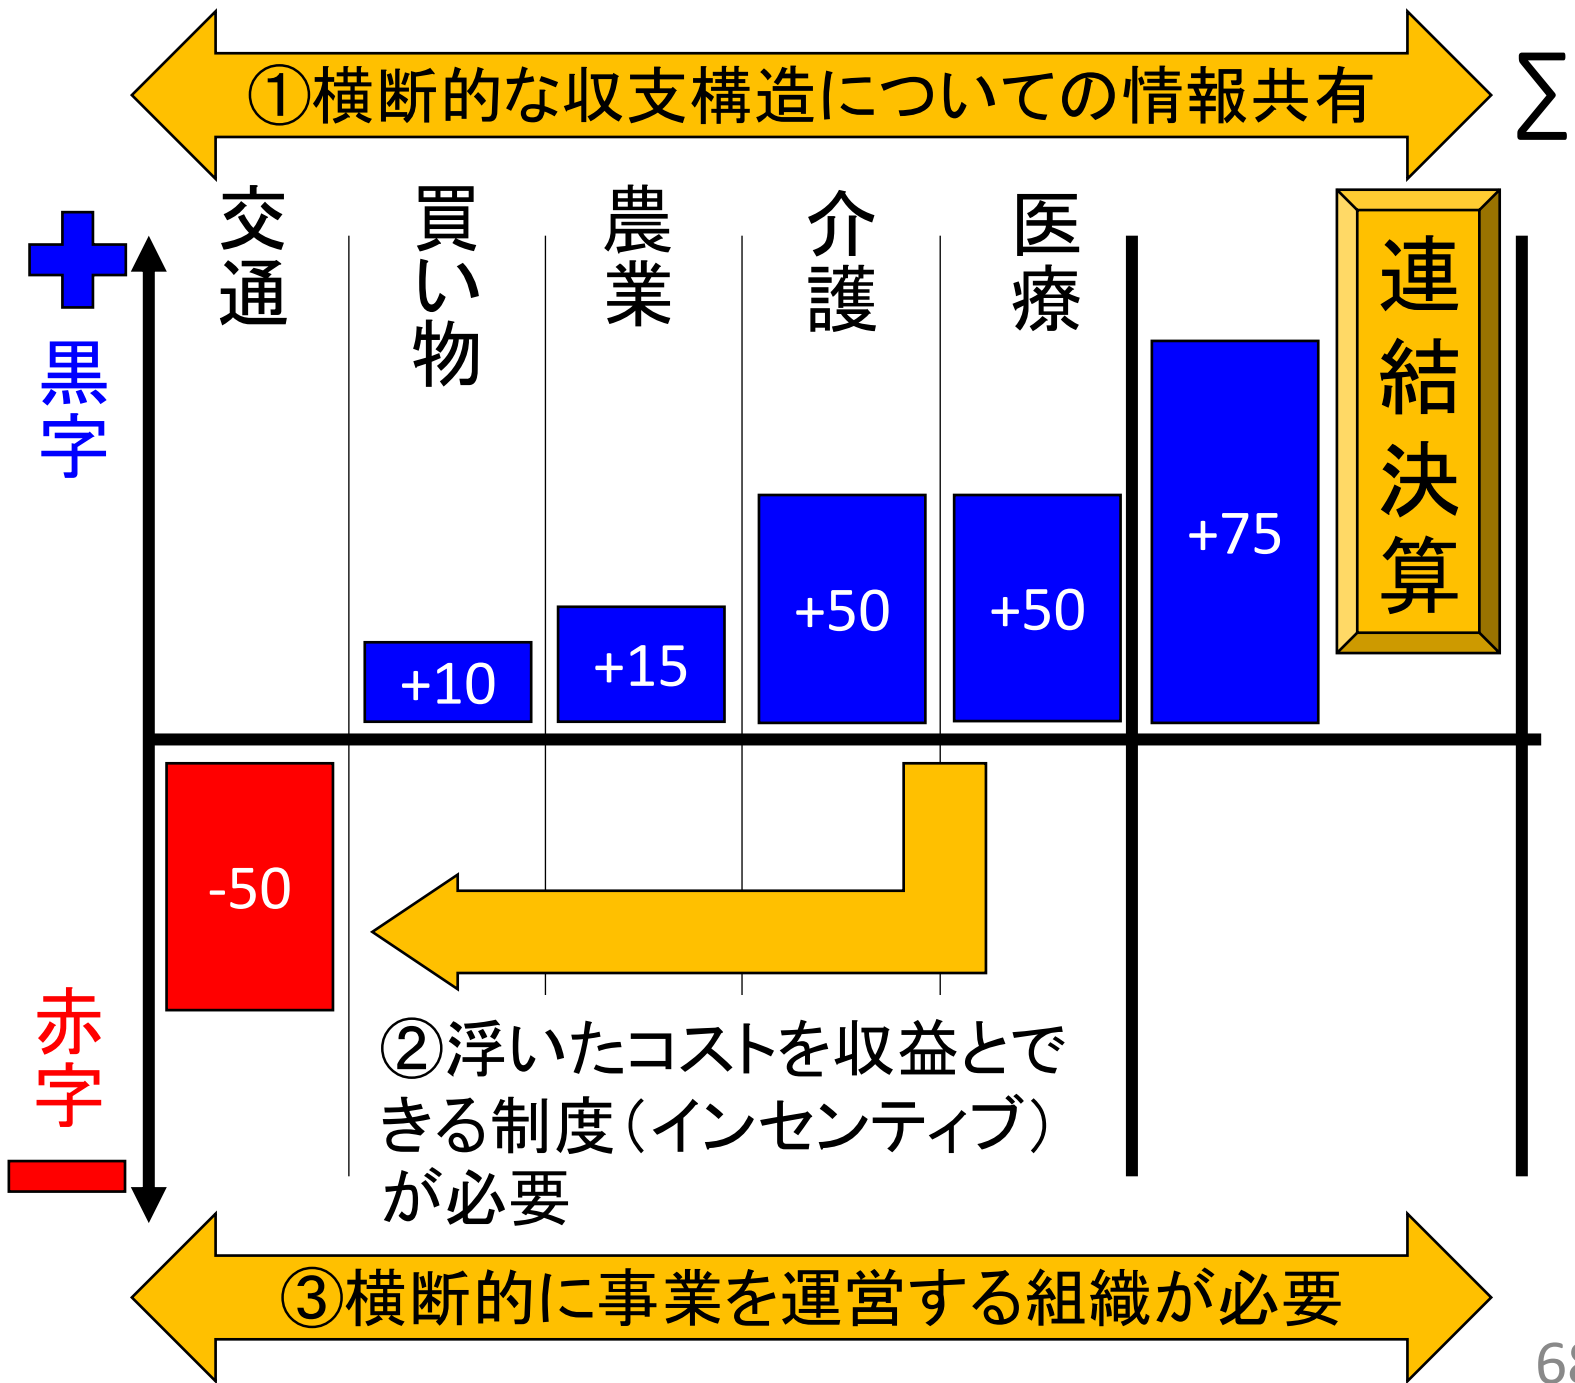 ①横断的な収支構造についての情報共有
∑
交通
買い物
農業
介護
医療
連結決算
黒字
+10
+15
+50
+50
+75
-50
赤字
②浮いたコストを収益とで
きる制度(インセンティブ)
が必要
③横断的に事業を運営する組織が必要
68